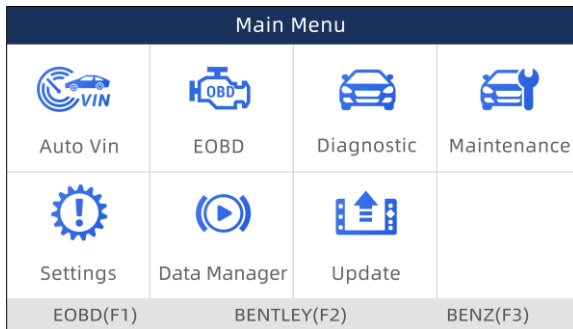 Main Menu
VIN OBD
Auto Vin EOBD Diagnostic Maintenance
Settings Data Manager Update
EOBD(F1) BENTLEY(F2) BENZ(F3)